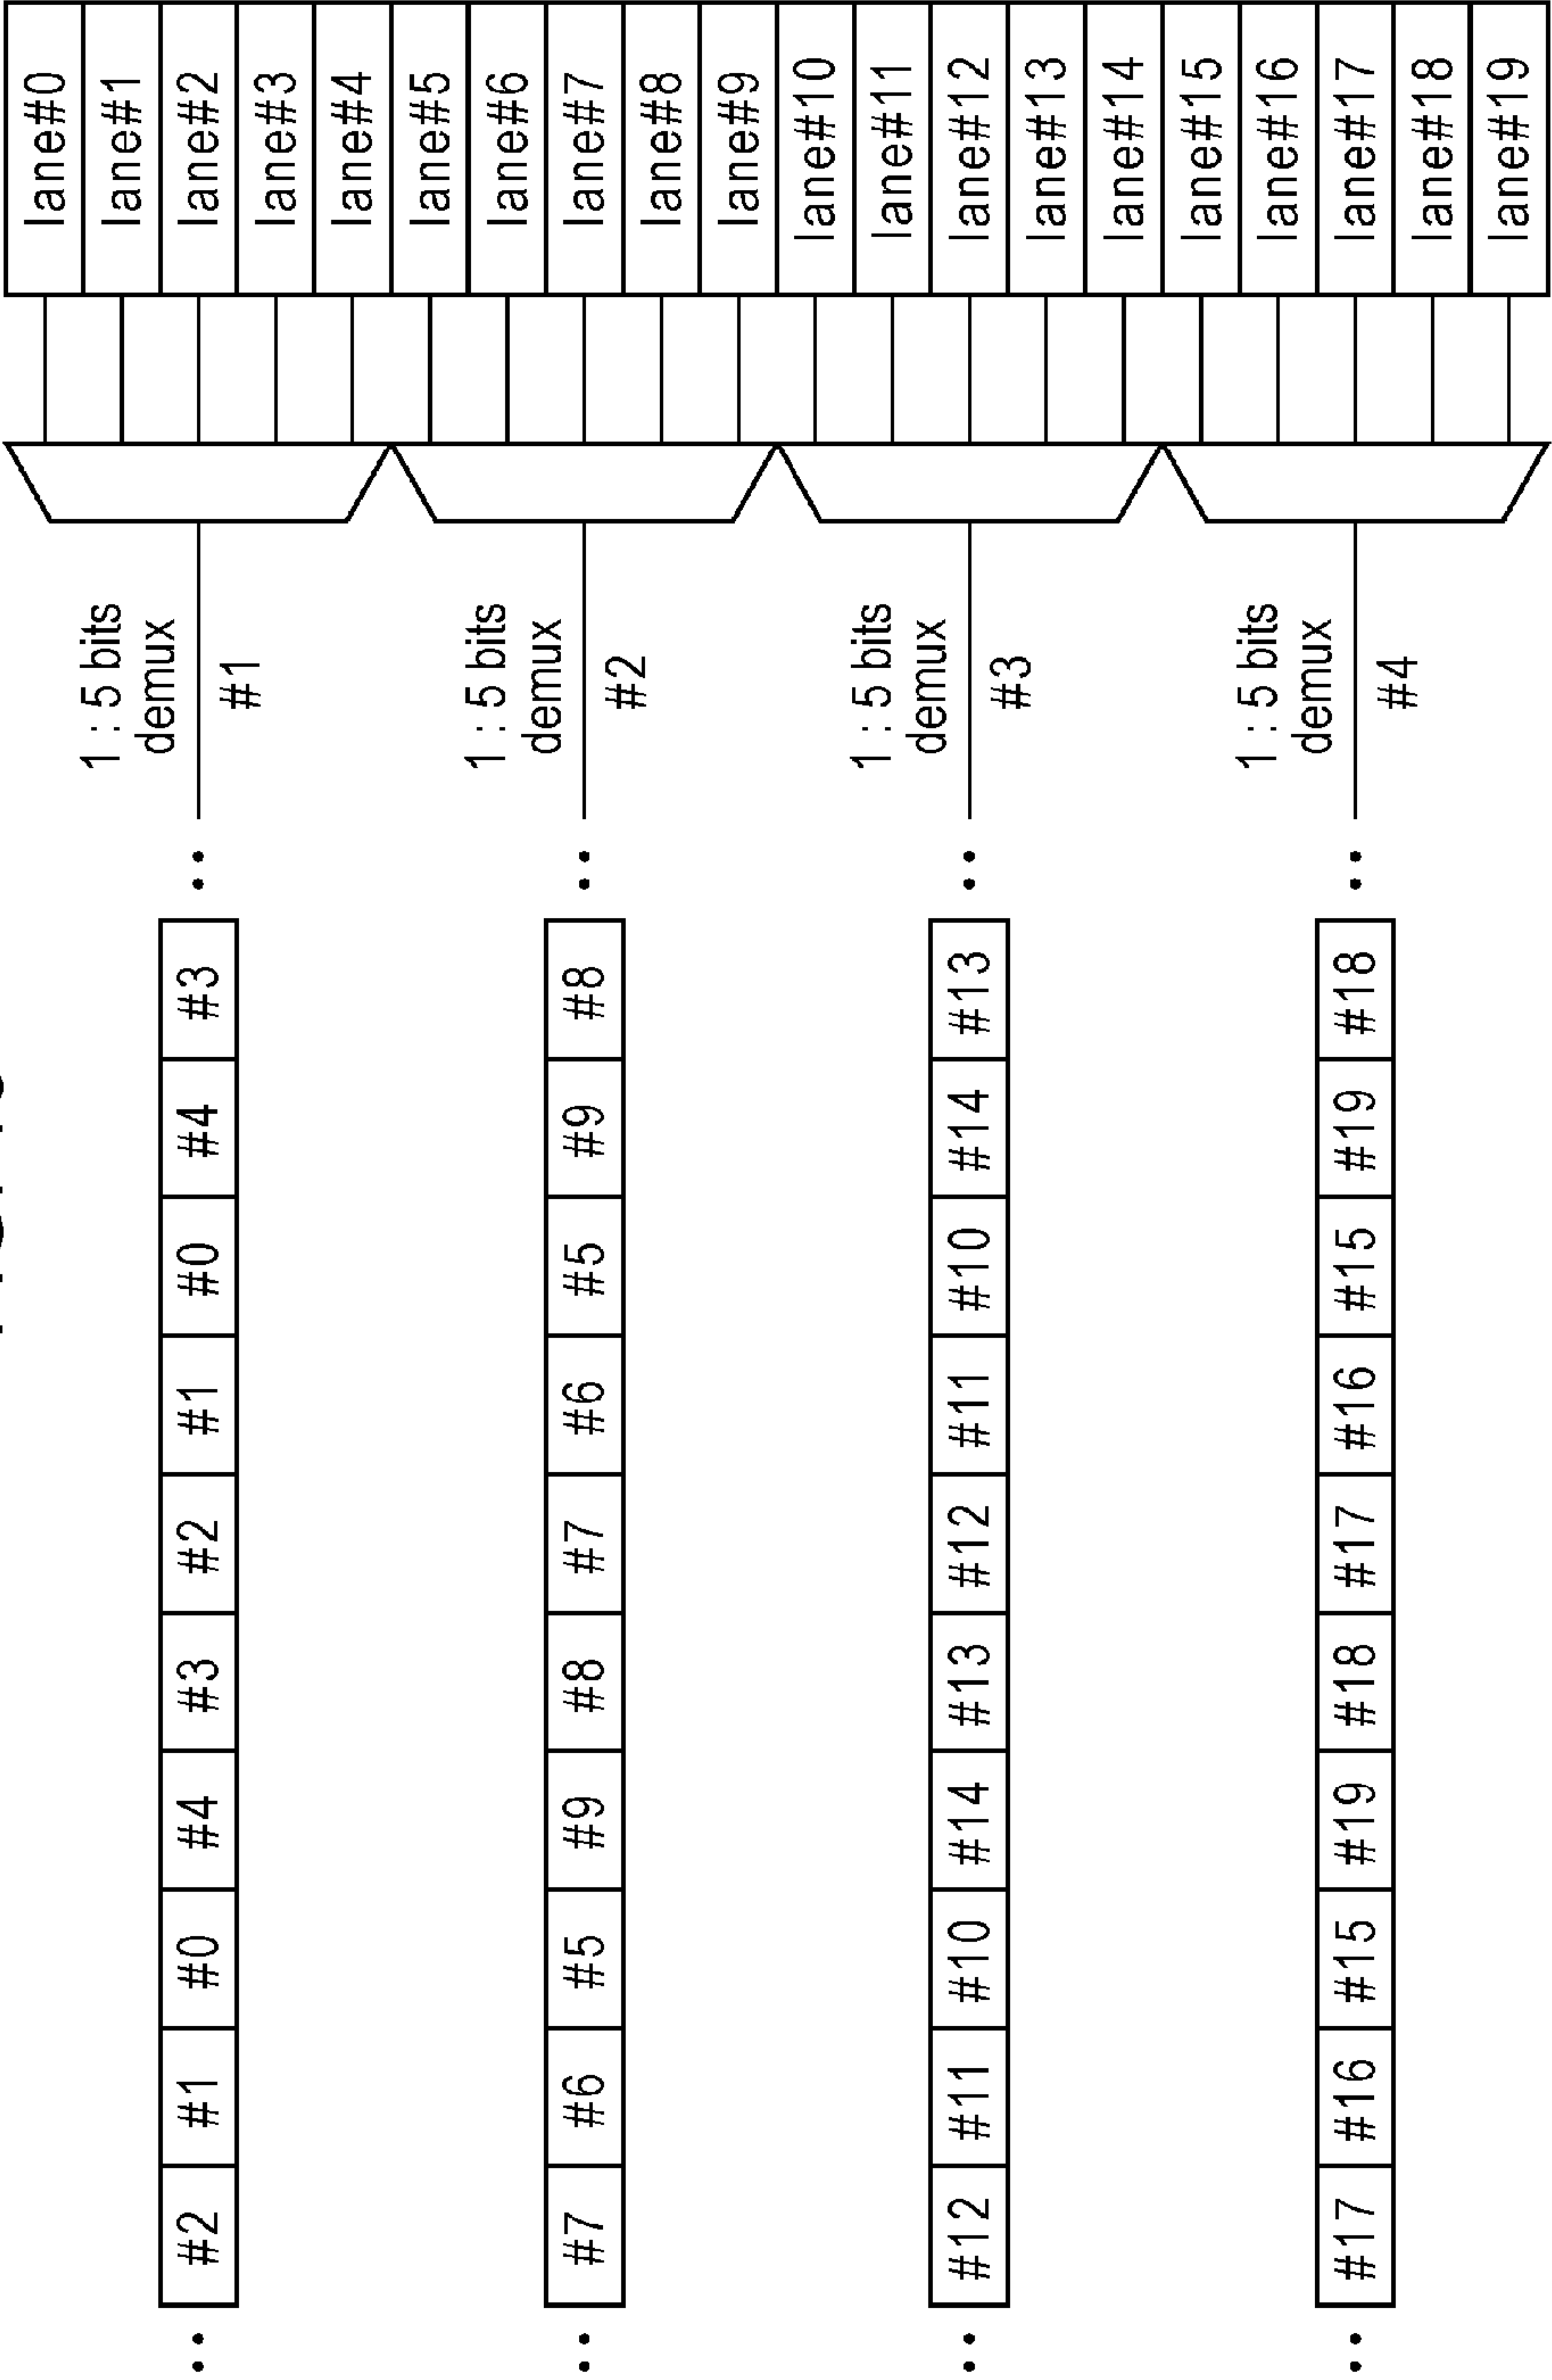 #2 #1 #0 #4 #3 #2 #1 #0 #4 #3
1 : 5 bits
demux
#1
lane#0
lane#1
lane#2
lane#3
lane#4
#7 #6 #5 #9 #8 #7 #6 #5 #9 #8
1 : 5 bits
demux
#2
lane#5
lane#6
lane#7
lane#8
lane#9
#12 #11 #10 #14 #13 #12 #11 #10 #14 #13
1 : 5 bits
demux
#3
lane#10
lane#11
lane#12
lane#13
lane#14
#17 #16 #15 #19 #18 #17 #16 #15 #19 #18
1 : 5 bits
demux
#4
lane#15
lane#16
lane#17
lane#18
lane#19